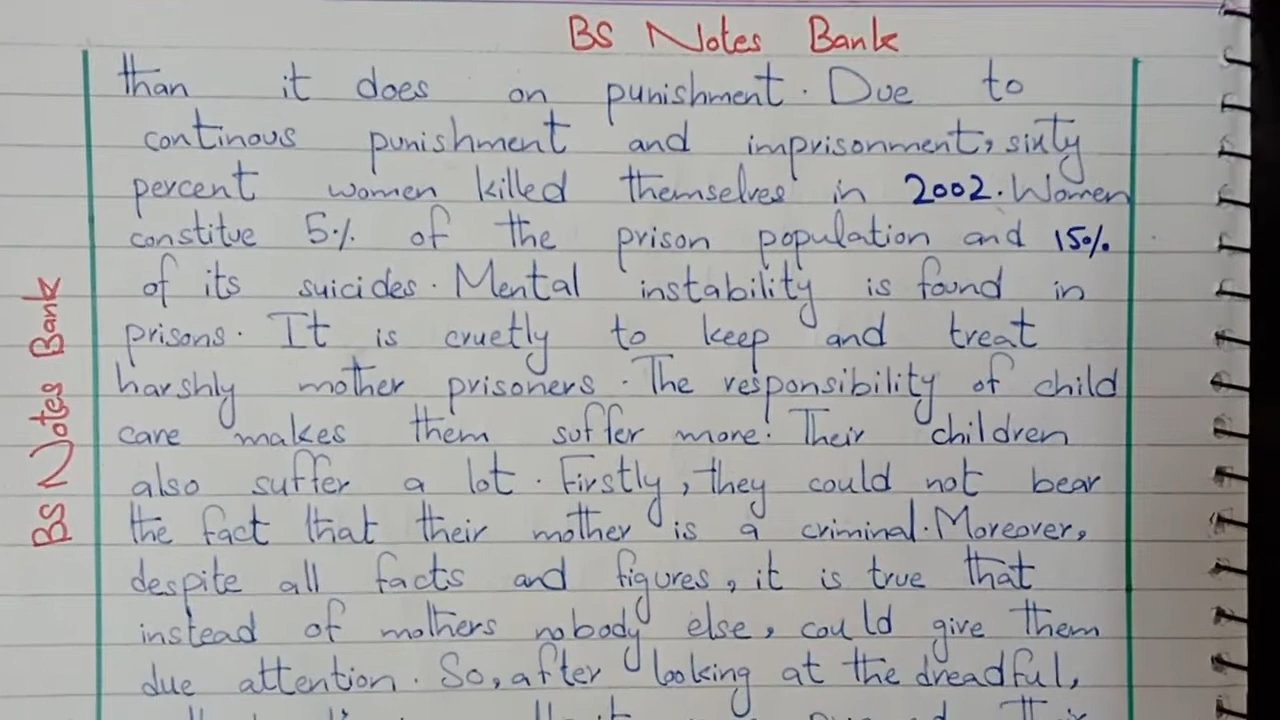 BS Notes Bank
than it does on punishment. Due to
continous punishment and imprisonment, sixty
percent women killed themselves in 2002. Women
constitue 5% of the prison population and 15%
of its suicides. Mental instability is found in
prisons. It is cruetly to keep and treat
harshly mother prisoners. The responsibility of child
care makes them suffer more. Their children
also suffer a lot. Firstly, they could not bear
the fact that their mother is a criminal. Moreover,
despite all facts and figures, it is true that
instead of mothers nobody else, could give them
due attention. So, after looking at the dreadful,
BS Notes Bank